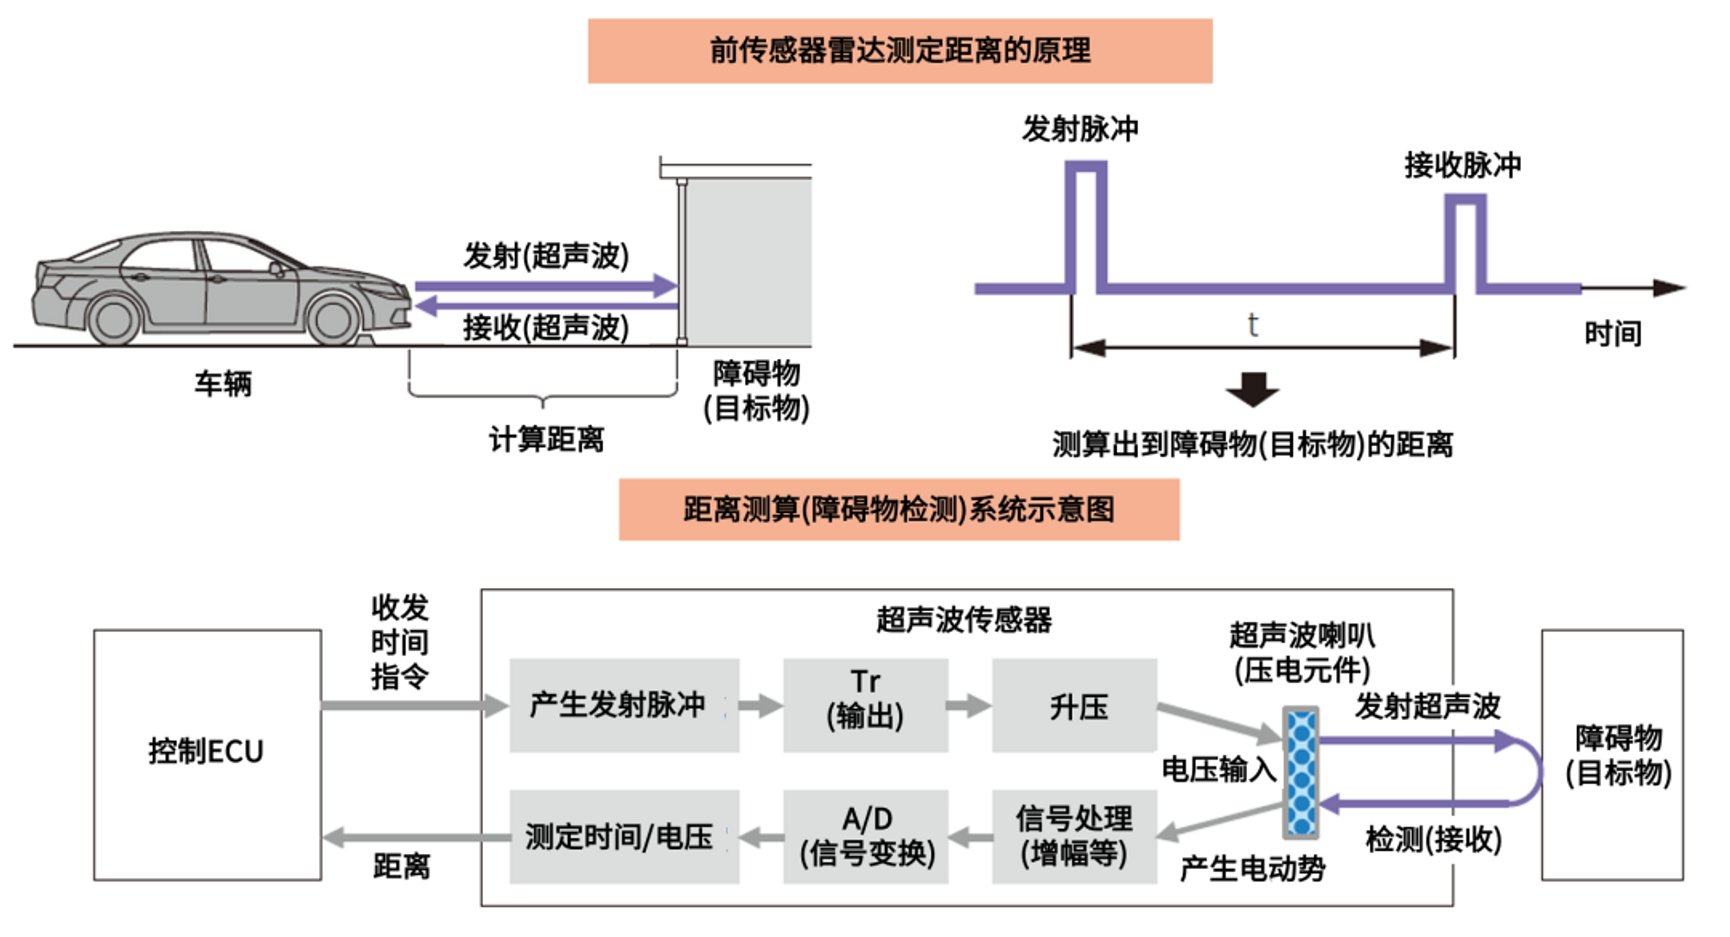 前传感器雷达测定距离的原理
发射脉冲
接收脉冲
发射(超声波)
接收(超声波)
t
时间
车辆
障碍物
(目标物)
计算距离
测算出到障碍物(目标物)的距离
距离测算(障碍物检测)系统示意图
收发
时间
指令
超声波传感器
超声波喇叭
(压电元件)
产生发射脉冲
Tr
(输出)
升压
发射超声波
控制ECU
电压输入
障碍物
(目标物)
测定时间/电压
A/D
(信号变换)
信号处理
(增幅等)
检测(接收)
距离
产生电动势